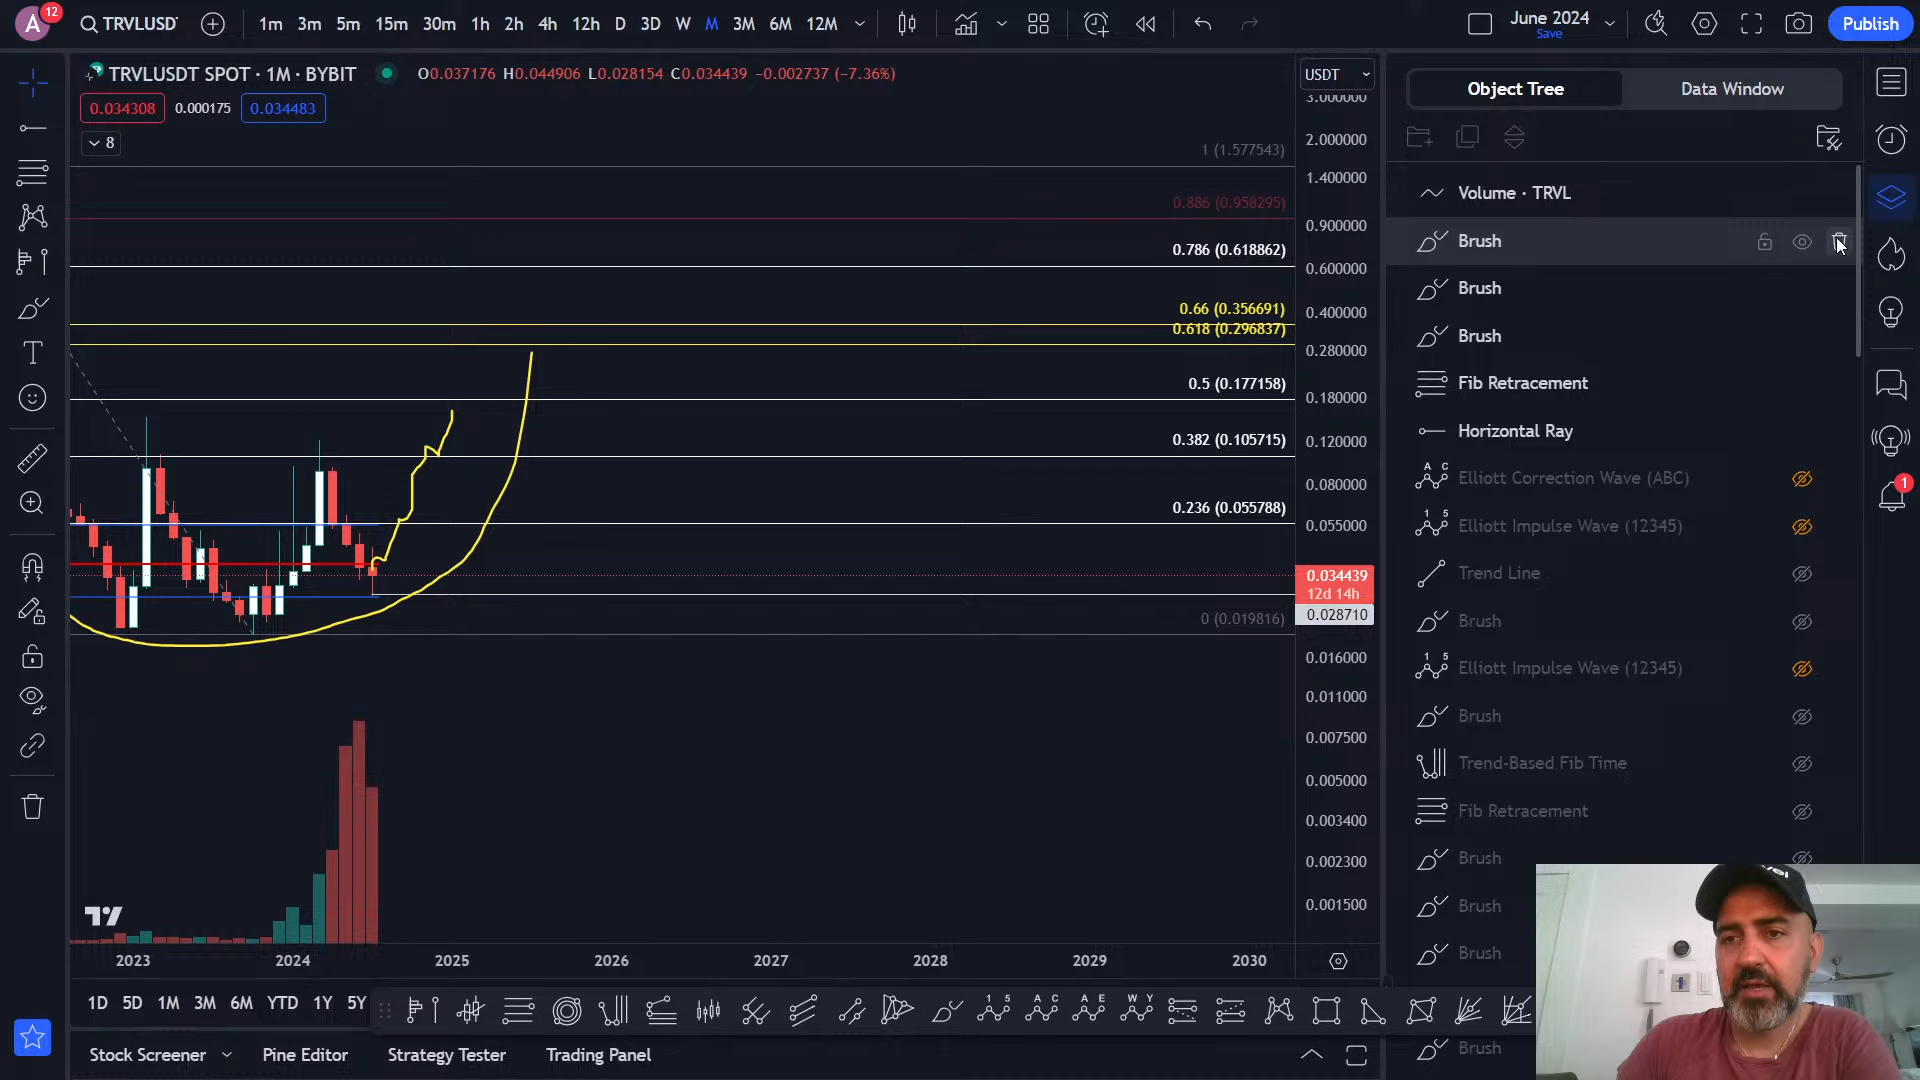 A 12
TRVLUSDT
1m 3m 5m 15m 30m 1h 2h 4h 12h D 3D W M 3M 6M 12M
June 2024
Save
Publish
TRVLUSDT SPOT · 1M · BYBIT O0.037176 H0.044906 L0.028154 C0.034439 −0.002737 (−7.36%)
0.034308 0.000175 0.034483
8
USDT
3.000000
2.000000
1.400000
0.900000
0.600000
0.400000
0.280000
0.180000
0.120000
0.080000
0.055000
0.034439
12d 14h
0.028710
0.016000
0.011000
0.007500
0.005000
0.003400
0.002300
0.001500
1 (1.577543)
0.886 (0.958295)
0.786 (0.618862)
0.66 (0.356691)
0.618 (0.296837)
0.5 (0.177158)
0.382 (0.105715)
0.236 (0.055788)
0 (0.019816)
2023 2024 2025 2026 2027 2028 2029 2030
1D 5D 1M 3M 6M YTD 1Y 5Y
Stock Screener Pine Editor Strategy Tester Trading Panel
Object Tree Data Window
Volume · TRVL
Brush
Brush
Brush
Fib Retracement
Horizontal Ray
Elliott Correction Wave (ABC)
Elliott Impulse Wave (12345)
Trend Line
Brush
Elliott Impulse Wave (12345)
Brush
Trend-Based Fib Time
Fib Retracement
Brush
Brush
Brush
Brush
1